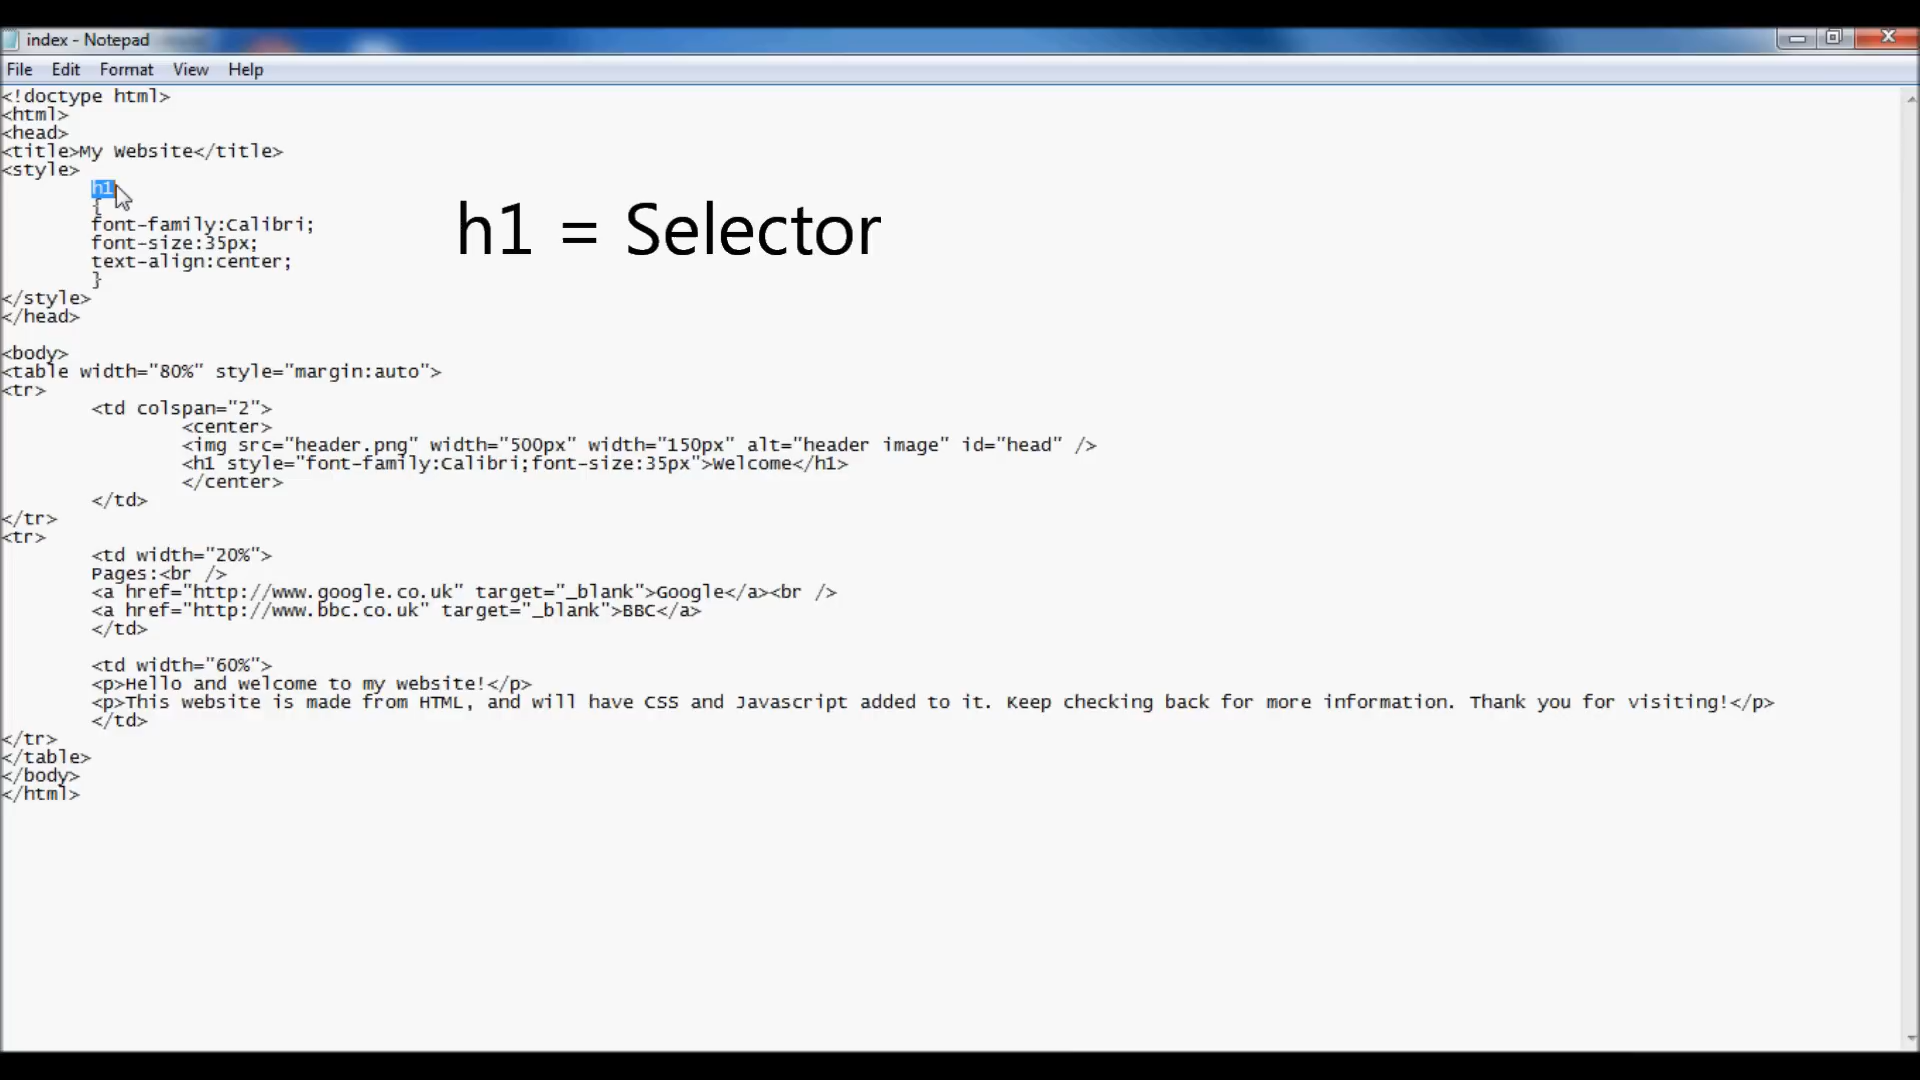 index - Notepad
File Edit Format View Help
<!doctype html>
<html>
<head>
<title>My Website</title>
<style>
h1
{
font-family:Calibri;
font-size:35px;
text-align:center;
}
</style>
</head>
h1 = Selector
<body>
<table width="80%" style="margin:auto">
<tr>
<td colspan="2">
<center>
<img src="header.png" width="500px" width="150px" alt="header image" id="head" />
<h1 style="font-family:Calibri;font-size:35px">Welcome</h1>
</center>
</td>
</tr>
<tr>
<td width="20%">
Pages:<br />
<a href="http://www.google.co.uk" target="_blank">Google</a><br />
<a href="http://www.bbc.co.uk" target="_blank">BBC</a>
</td>
<td width="60%">
<p>Hello and welcome to my website!</p>
<p>This website is made from HTML, and will have CSS and Javascript added to it. Keep checking back for more information. Thank you for visiting!</p>
</td>
</tr>
</table>
</body>
</html>